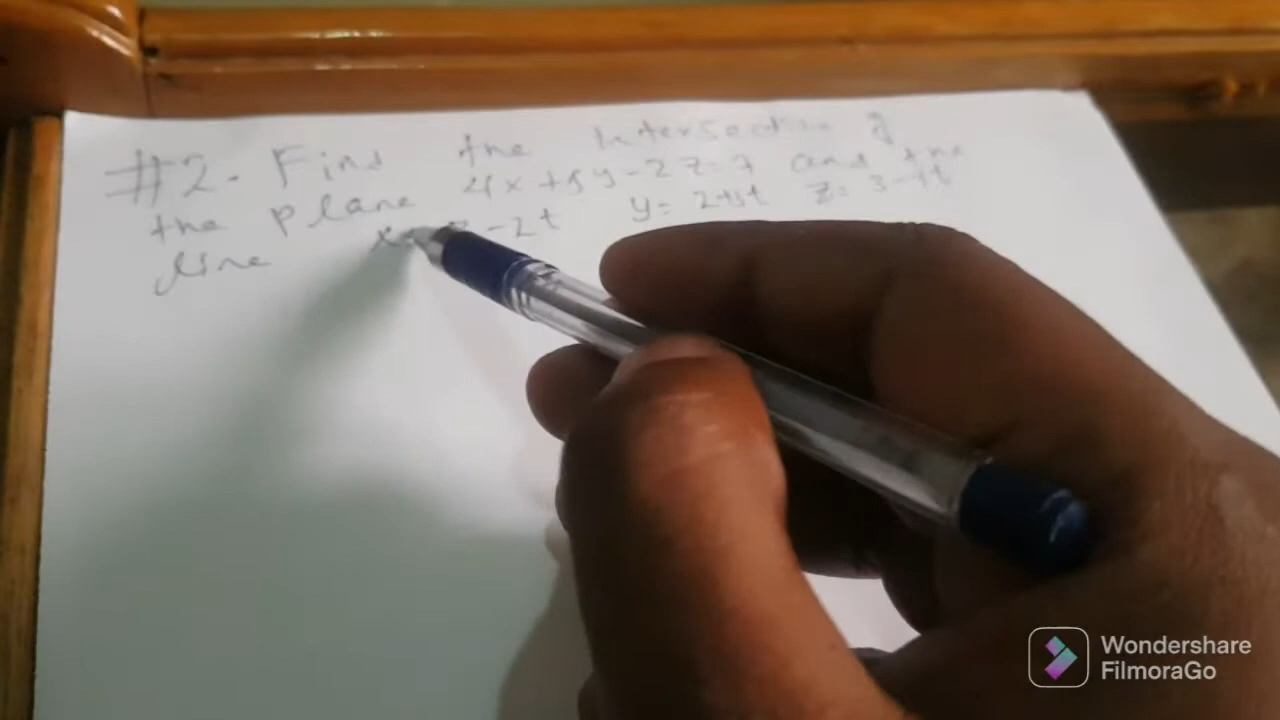 #2. Find the Intersection of
the plane 4x+5y-2z=7 and the
line x= -2t y= 2+5t z= 3-4t
Wondershare
FilmoraGo